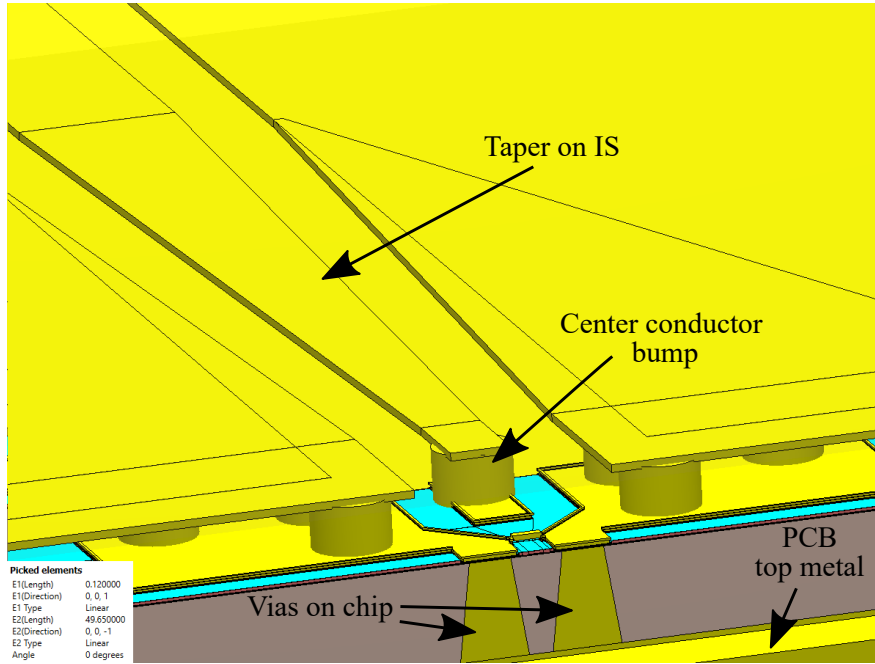 Taper on IS
Center conductor
bump
PCB
top metal
Vias on chip
Picked elements
E1(Length) 0.120000
E1(Direction) 0, 0, 1
E1 Type Linear
E2(Length) 49.650000
E2(Direction) 0, 0, -1
E2 Type Linear
Angle 0 degrees